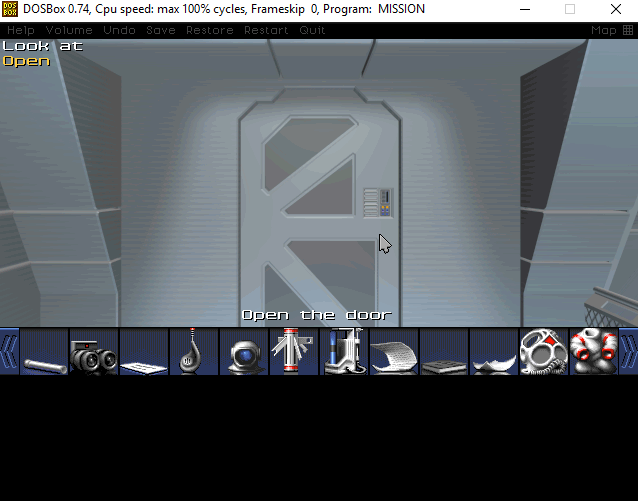 DOSBox 0.74, Cpu speed: max 100% cycles, Frameskip 0, Program: MISSION
Help Volume Undo Save Restore Restart Quit Map
Look at
Open
Open the door